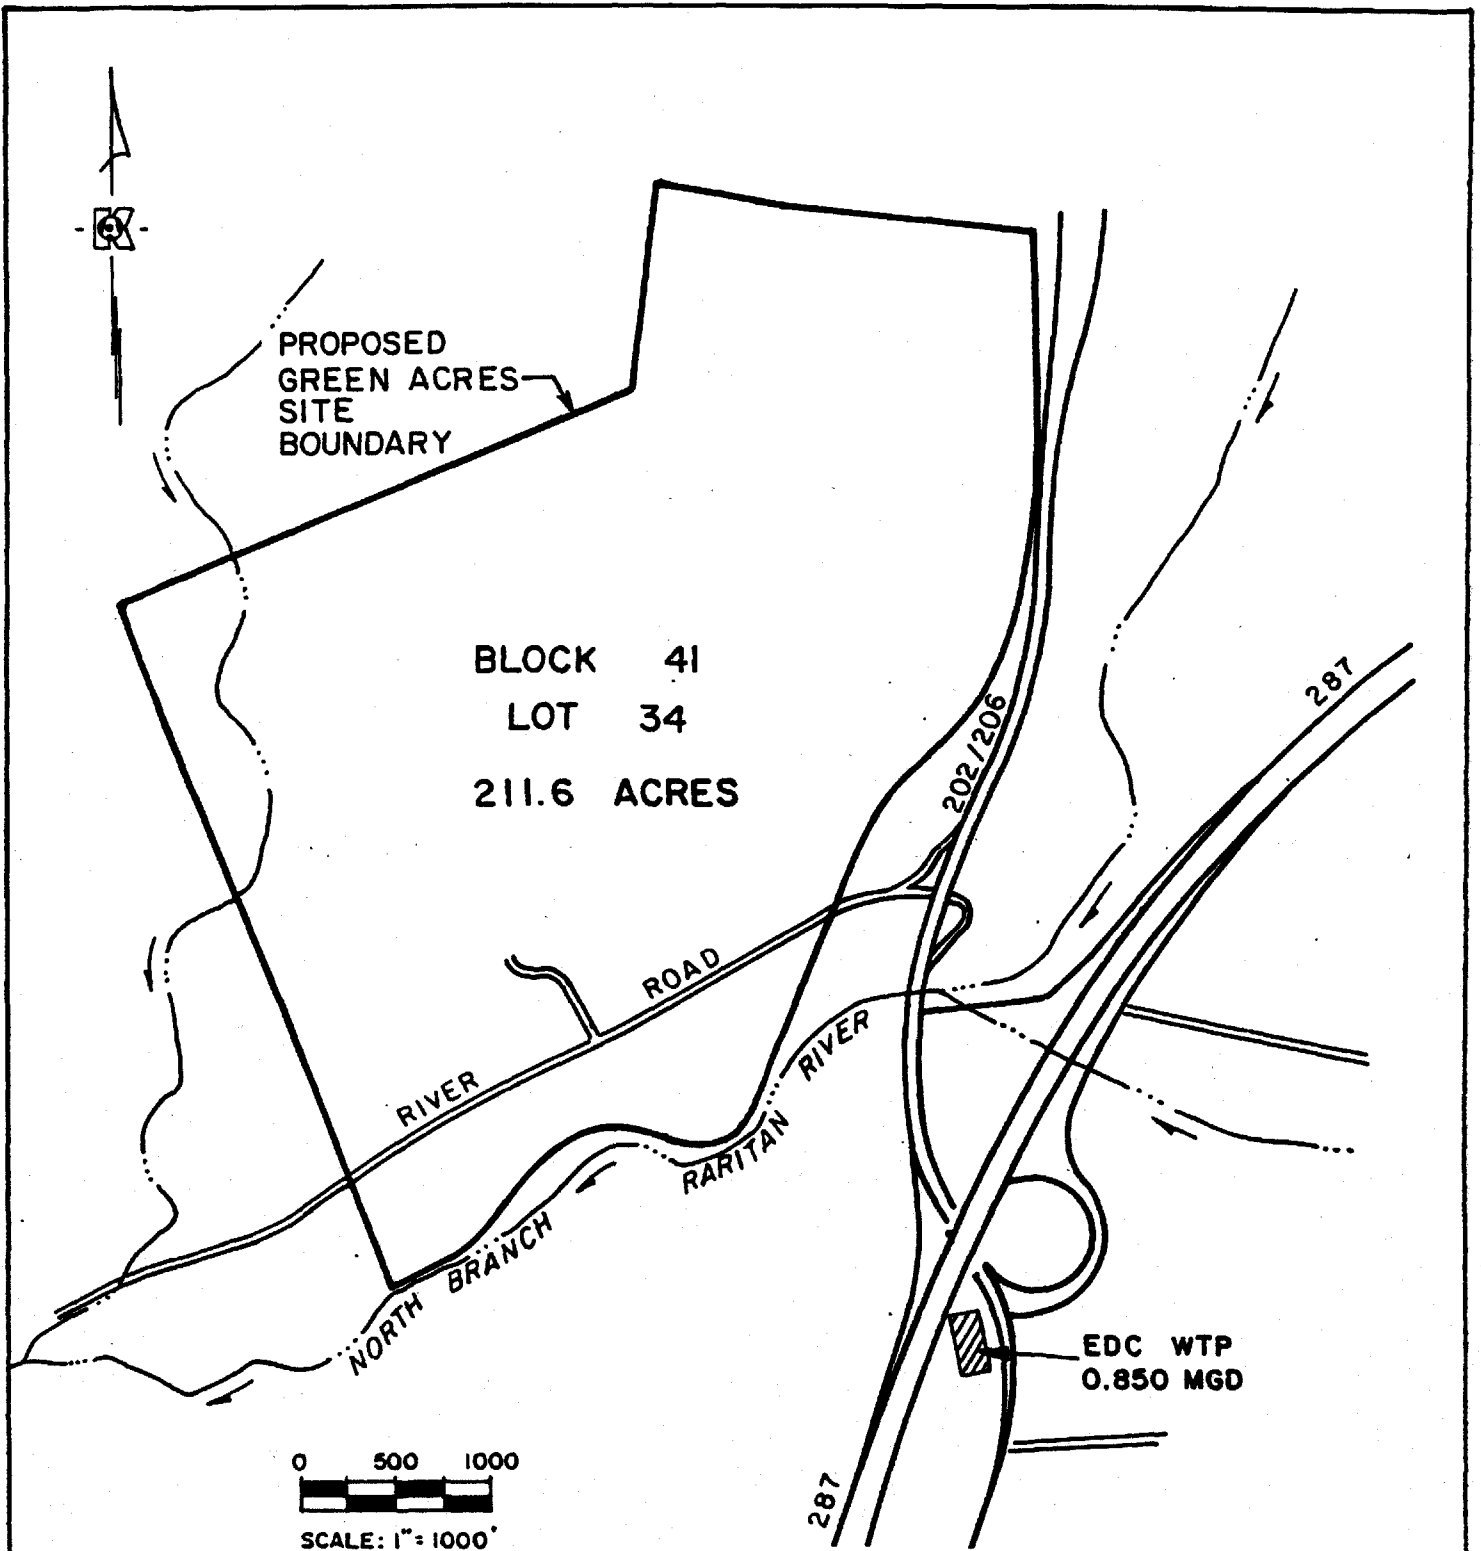 PROPOSED
GREEN ACRES
SITE
BOUNDARY
BLOCK 41
LOT 34
211.6 ACRES
202/206
287
RIVER ROAD
NORTH BRANCH RARITAN RIVER
EDC WTP
0.850 MGD
287
0 500 1000
SCALE: 1"= 1000'